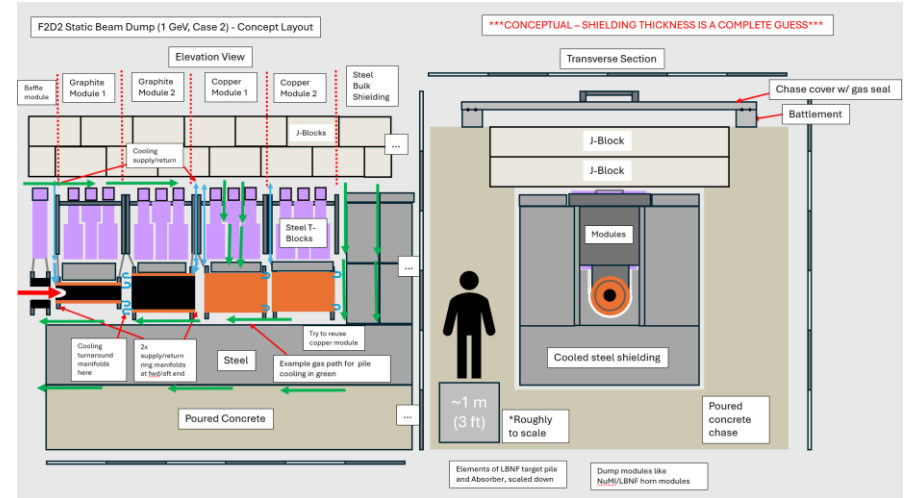 F2D2 Static Beam Dump (1 GeV, Case 2) - Concept Layout
***CONCEPTUAL – SHIELDING THICKNESS IS A COMPLETE GUESS***
Elevation View
Transverse Section
Baffle
module
Graphite
Module 1
Graphite
Module 2
Copper
Module 1
Copper
Module 2
Steel
Bulk
Shielding
Chase cover w/ gas seal
Battlement
J-Blocks
...
Cooling
supply/return
J-Block
J-Block
Steel T-
Blocks
Modules
...
Try to reuse
copper module
Cooling
turnaround
manifolds
here
2x
supply/return
ring manifolds
at fwd/aft end
Steel
Example gas path for pile
cooling in green
Cooled steel shielding
Poured Concrete
...
~1 m
(3 ft)
*Roughly
to scale
Poured
concrete
chase
Elements of LBNF target pile
and Absorber, scaled down
Dump modules like
NuMI/LBNF horn modules